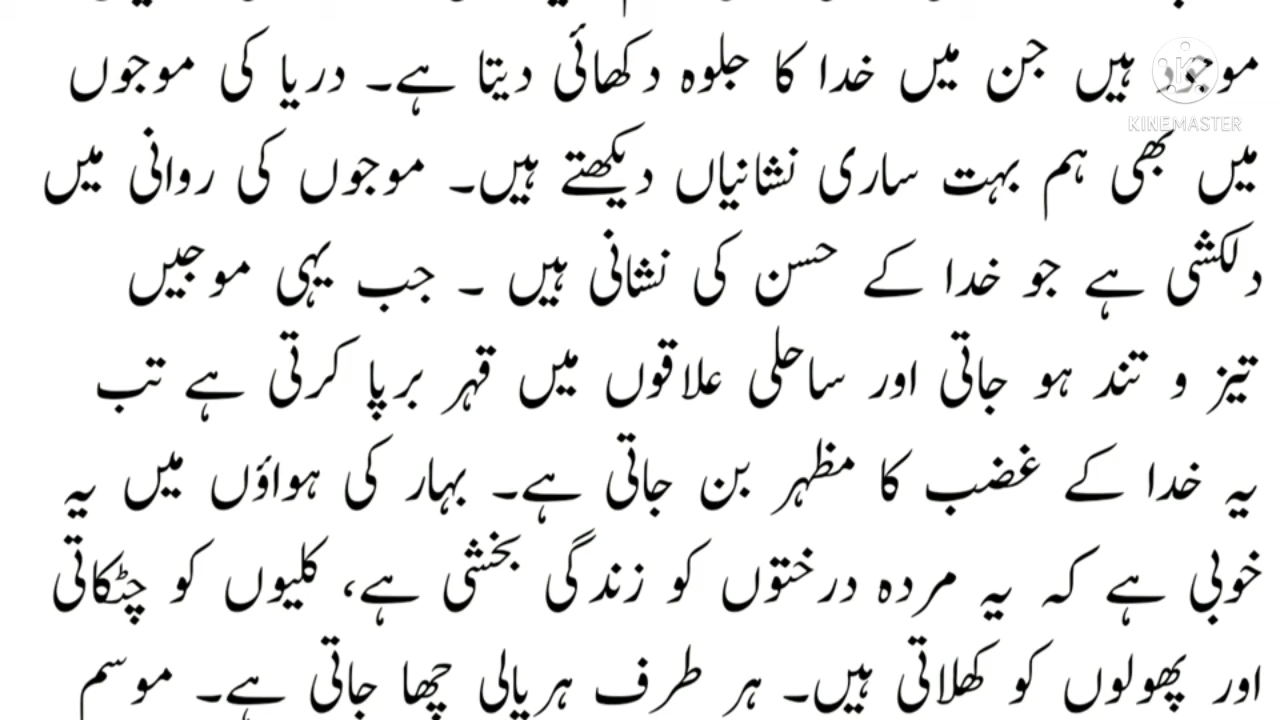 موجود ہیں جن میں خدا کا جلوہ دکھائی دیتا ہے۔ دریا کی موجوں
KINEMASTER
میں بھی ہم بہت ساری نشانیاں دیکھتے ہیں۔ موجوں کی روانی میں
دلکشی ہے جو خدا کے حسن کی نشانی ہیں ۔ جب یہی موجیں
تیز و تند ہو جاتی اور ساحلی علاقوں میں قہر برپا کرتی ہے تب
یہ خدا کے غضب کا مظہر بن جاتی ہے۔ بہار کی ہواؤں میں یہ
خوبی ہے کہ یہ مردہ درختوں کو زندگی بخشی ہے، کلیوں کو چٹکاتی
اور پھولوں کو کھلاتی ہیں۔ ہر طرف ہریالی چھا جاتی ہے۔ موسم